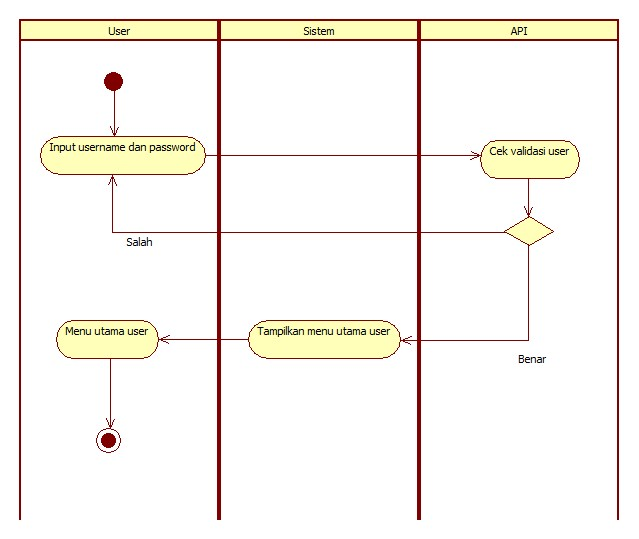 User
Sistem
API
Input username dan password
Cek validasi user
Salah
Menu utama user
Tampilkan menu utama user
Benar